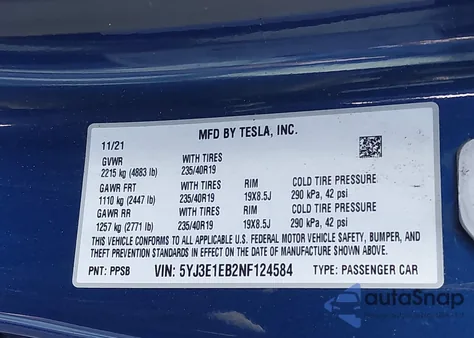 MFD BY TESLA, INC.
11/21
GVWR WITH TIRES
2215 kg (4883 lb) 235/40R19
GAWR FRT WITH TIRES RIM COLD TIRE PRESSURE
1110 kg (2447 lb) 235/40R19 19X8.5J 290 kPa, 42 psi
GAWR RR WITH TIRES RIM COLD TIRE PRESSURE
1257 kg (2771 lb) 235/40R19 19X8.5J 290 kPa, 42 psi
THIS VEHICLE CONFORMS TO ALL APPLICABLE U.S. FEDERAL MOTOR VEHICLE SAFETY, BUMPER, AND
THEFT PREVENTION STANDARDS IN EFFECT ON THE DATE OF MANUFACTURE SHOWN ABOVE.
PNT: PPSB VIN: 5YJ3E1EB2NF124584 TYPE: PASSENGER CAR
autoSnap